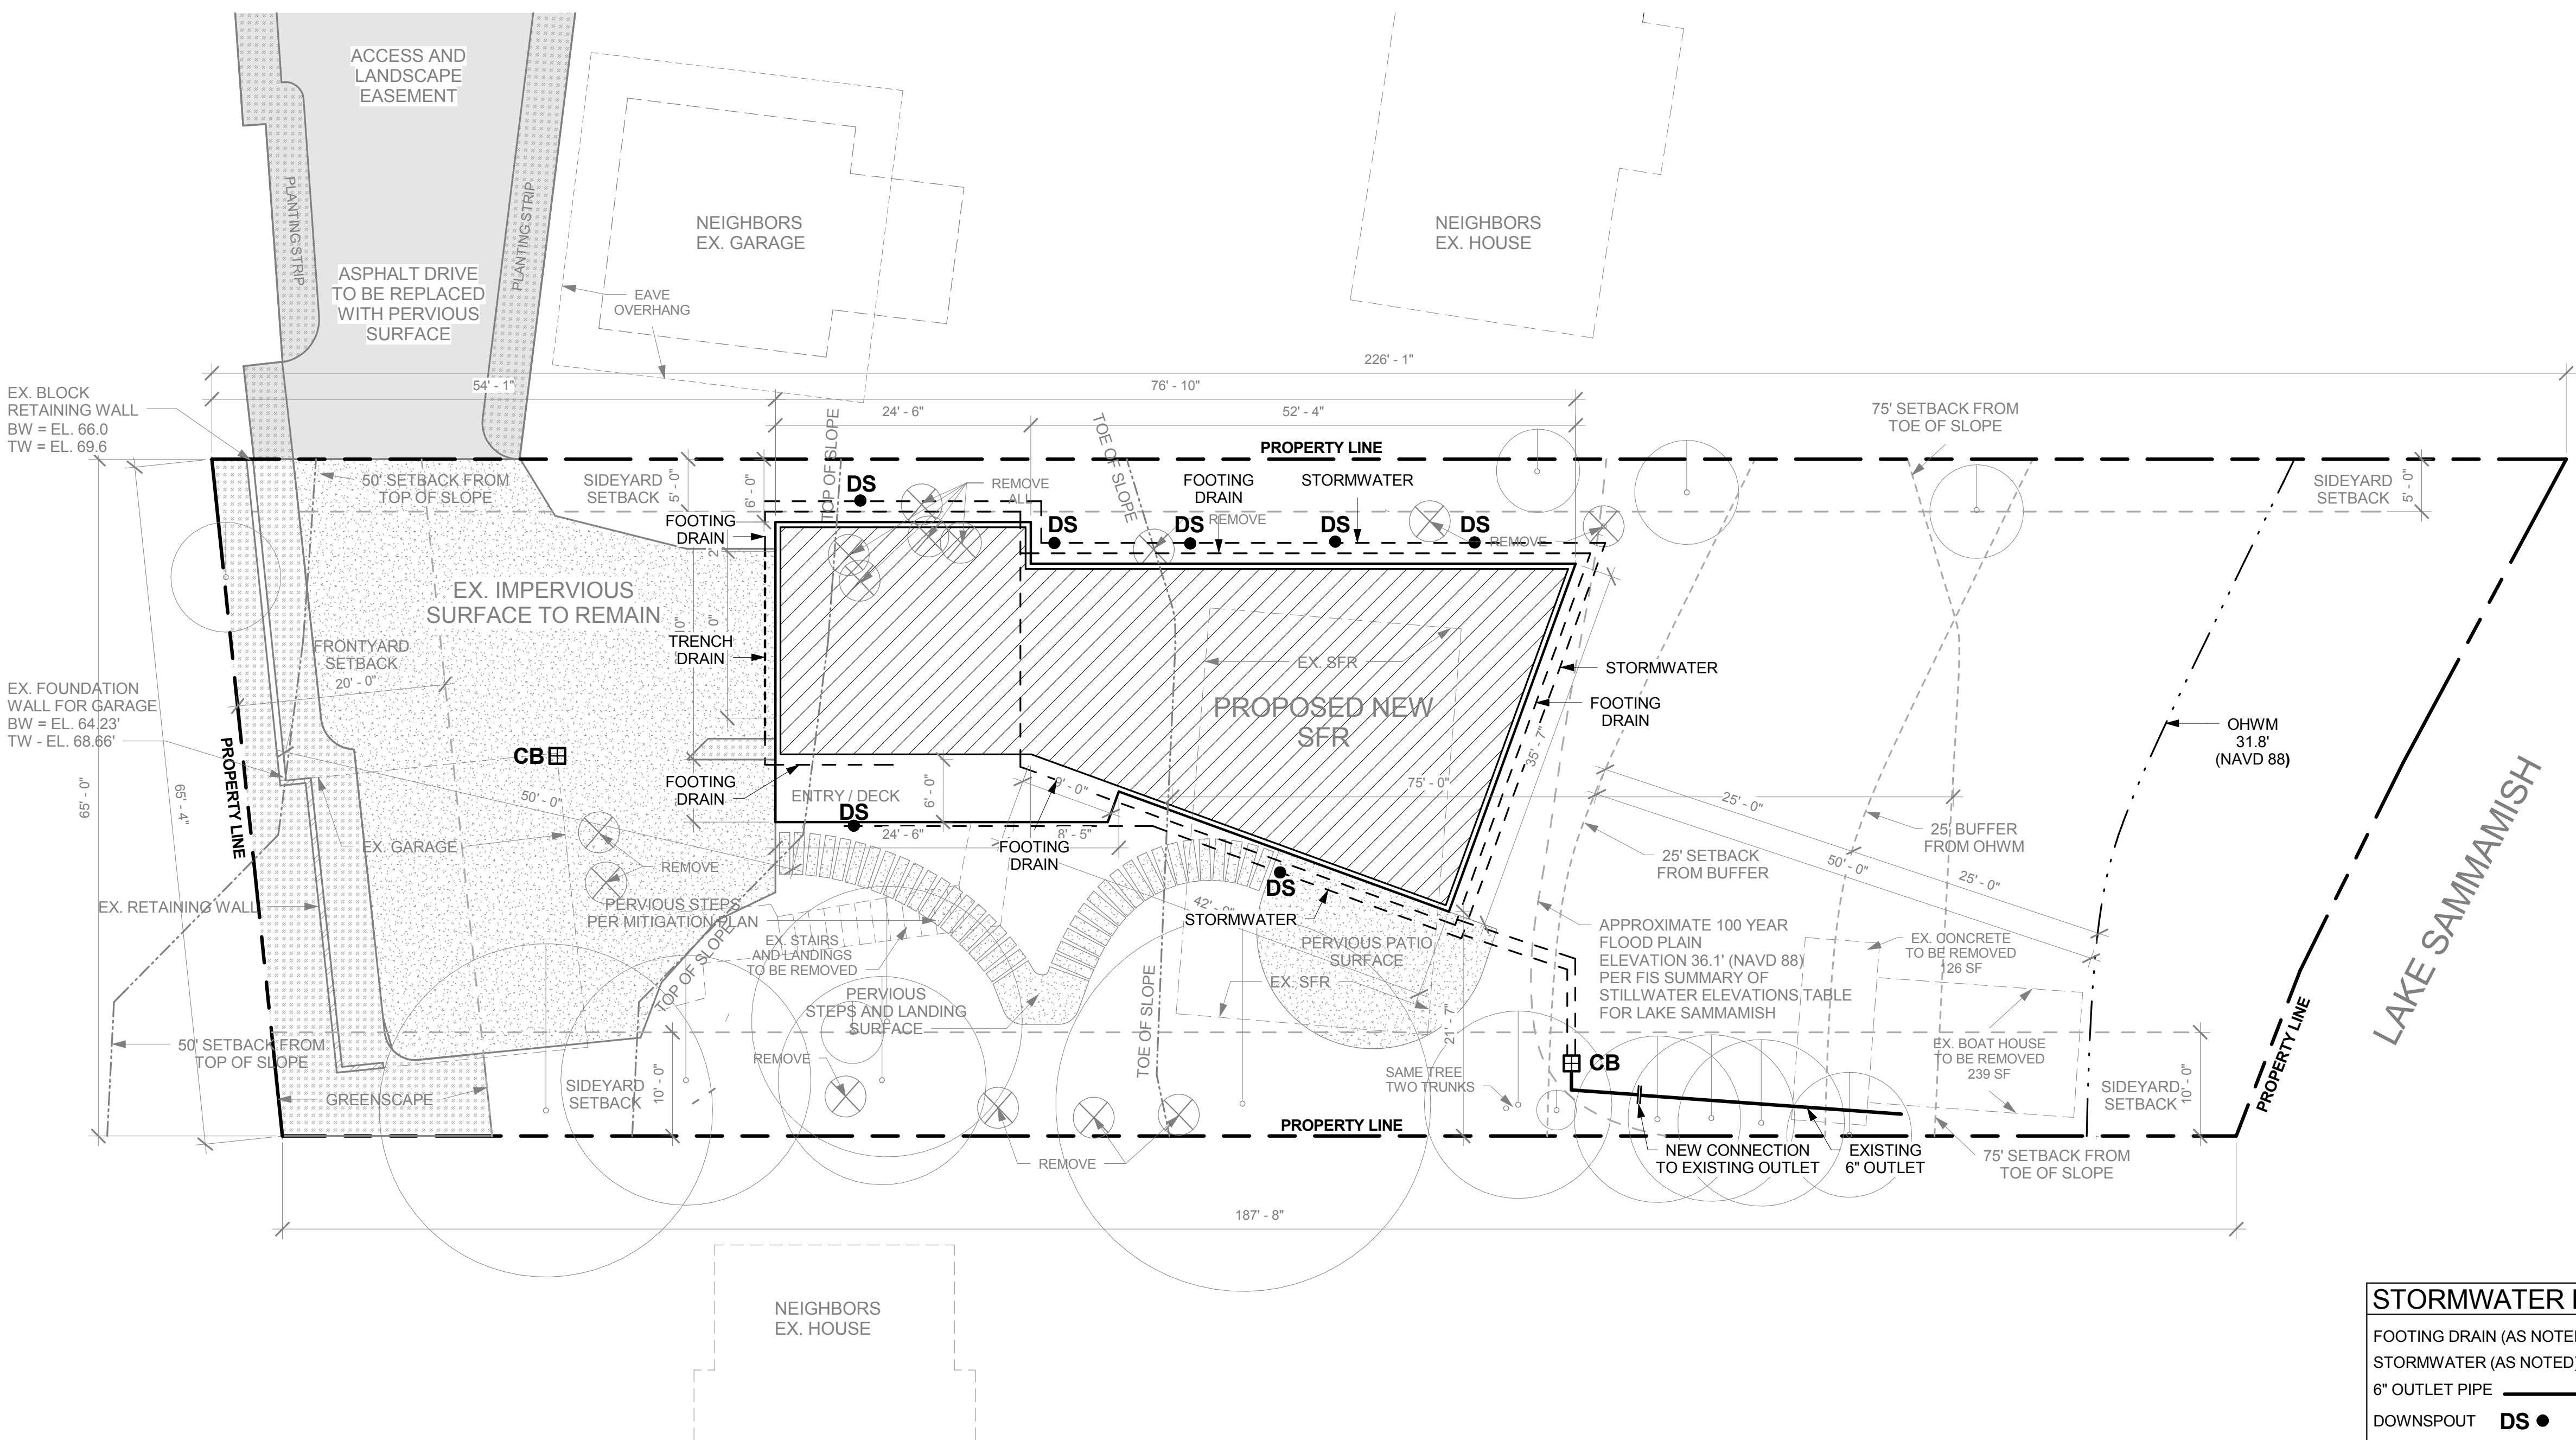 ACCESS AND
LANDSCAPE
EASEMENT
PLANTING STRIP
PLANTING STRIP
ASPHALT DRIVE
TO BE REPLACED
WITH PERVIOUS
SURFACE
NEIGHBORS
EX. GARAGE
EAVE
OVERHANG
NEIGHBORS
EX. HOUSE
226' - 1"
54' - 1"
76' - 10"
24' - 6"
52' - 4"
EX. BLOCK
RETAINING WALL
BW = EL. 66.0
TW = EL. 69.6
75' SETBACK FROM
TOE OF SLOPE
PROPERTY LINE
TOP OF SLOPE
TOE OF SLOPE
50' SETBACK FROM
TOP OF SLOPE
SIDEYARD
SETBACK
5' - 0"
6' - 0"
DS
REMOVE
ALL
FOOTING
DRAIN
STORMWATER
SIDEYARD
SETBACK
5' - 0"
FOOTING
DRAIN
DS
DS
REMOVE
DS
DS
REMOVE
EX. IMPERVIOUS
SURFACE TO REMAIN
TRENCH
DRAIN
FRONTYARD
SETBACK
20' - 0"
EX. SFR
STORMWATER
PROPOSED NEW
SFR
FOOTING
DRAIN
35' - 7"
EX. FOUNDATION
WALL FOR GARAGE
BW = EL. 64.23'
TW - EL. 68.66'
PROPERTY LINE
OHWM
31.8'
(NAVD 88)
CB
65' - 0"
65' - 4"
50' - 0"
FOOTING
DRAIN
ENTRY / DECK
6' - 0"
9' - 0"
75' - 0"
DS
24' - 6"
8' - 5"
25' - 0"
25' BUFFER
FROM OHWM
50' - 0"
25' - 0"
25' SETBACK
FROM BUFFER
LAKE SAMMAMISH
EX. GARAGE
REMOVE
FOOTING
DRAIN
DS
EX. RETAINING WALL
PERVIOUS STEPS
PER MITIGATION PLAN
STORMWATER
EX. STAIRS
AND LANDINGS
TO BE REMOVED
TOP OF SLOPE
PERVIOUS PATIO
SURFACE
EX. SFR
APPROXIMATE 100 YEAR
FLOOD PLAIN
ELEVATION 36.1' (NAVD 88)
PER FIS SUMMARY OF
STILLWATER ELEVATIONS TABLE
FOR LAKE SAMMAMISH
EX. CONCRETE
TO BE REMOVED
126 SF
PERVIOUS
STEPS AND LANDING
SURFACE
TOE OF SLOPE
21' - 7"
50' SETBACK FROM
TOP OF SLOPE
REMOVE
CB
SAME TREE
TWO TRUNKS
EX. BOAT HOUSE
TO BE REMOVED
239 SF
SIDEYARD
SETBACK
10' - 0"
GREENSCAPE
SIDEYARD
SETBACK
10' - 0"
PROPERTY LINE
PROPERTY LINE
REMOVE
NEW CONNECTION
TO EXISTING OUTLET
EXISTING
6" OUTLET
75' SETBACK FROM
TOE OF SLOPE
187' - 8"
NEIGHBORS
EX. HOUSE
STORMWATER
FOOTING DRAIN (AS NOTED
STORMWATER (AS NOTED)
6" OUTLET PIPE
DOWNSPOUT DS